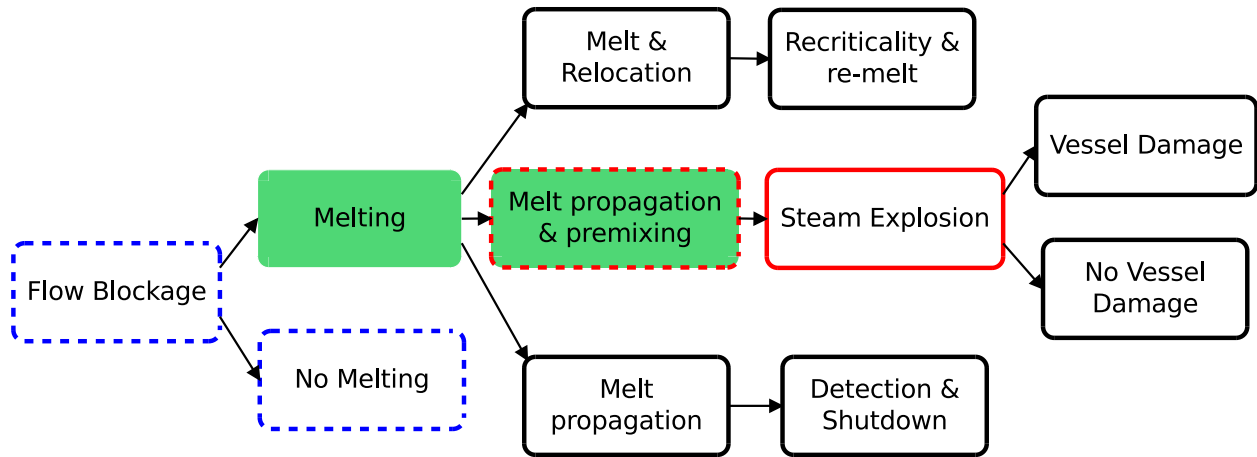 Flow Blockage
Melting
No Melting
Melt &
Relocation
Recriticality &
re-melt
Melt propagation
& premixing
Steam Explosion
Vessel Damage
No Vessel
Damage
Melt
propagation
Detection &
Shutdown